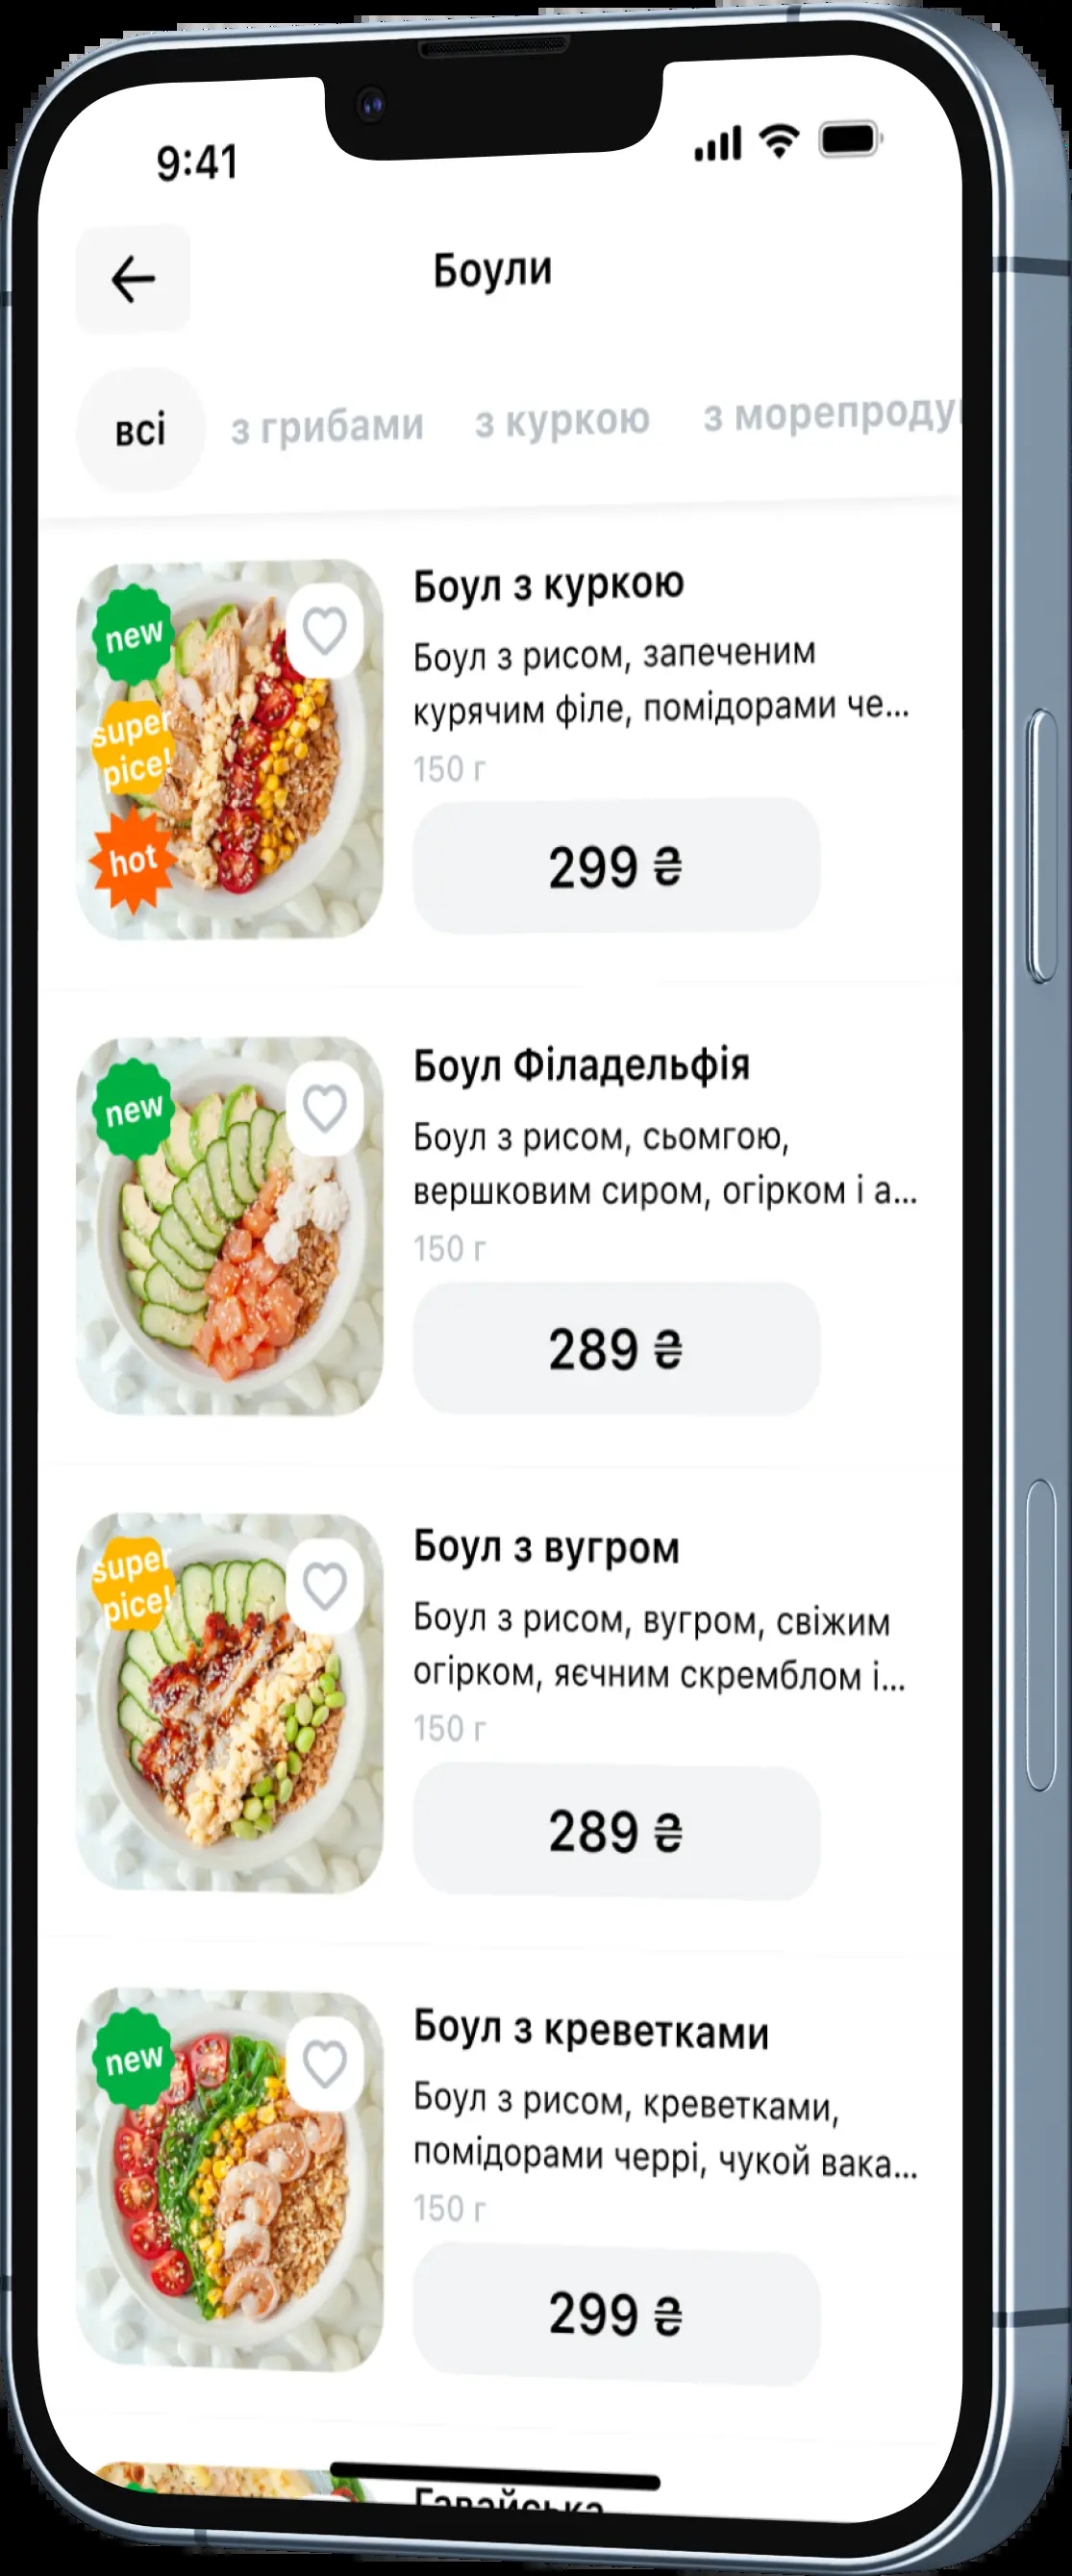 9:41
Боули
всі з грибами з куркою з морепроду
new
super
pice!
hot
Боул з куркою
Боул з рисом, запеченим
курячим філе, помідорами че...
150 г
299 ₴
new
Боул Філадельфія
Боул з рисом, сьомгою,
вершковим сиром, огірком і а...
150 г
289 ₴
super
pice!
Боул з вугром
Боул з рисом, вугром, свіжим
огірком, яєчним скремблом і...
150 г
289 ₴
new
Боул з креветками
Боул з рисом, креветками,
помідорами черрі, чукой вака...
150 г
299 ₴
Гавайська